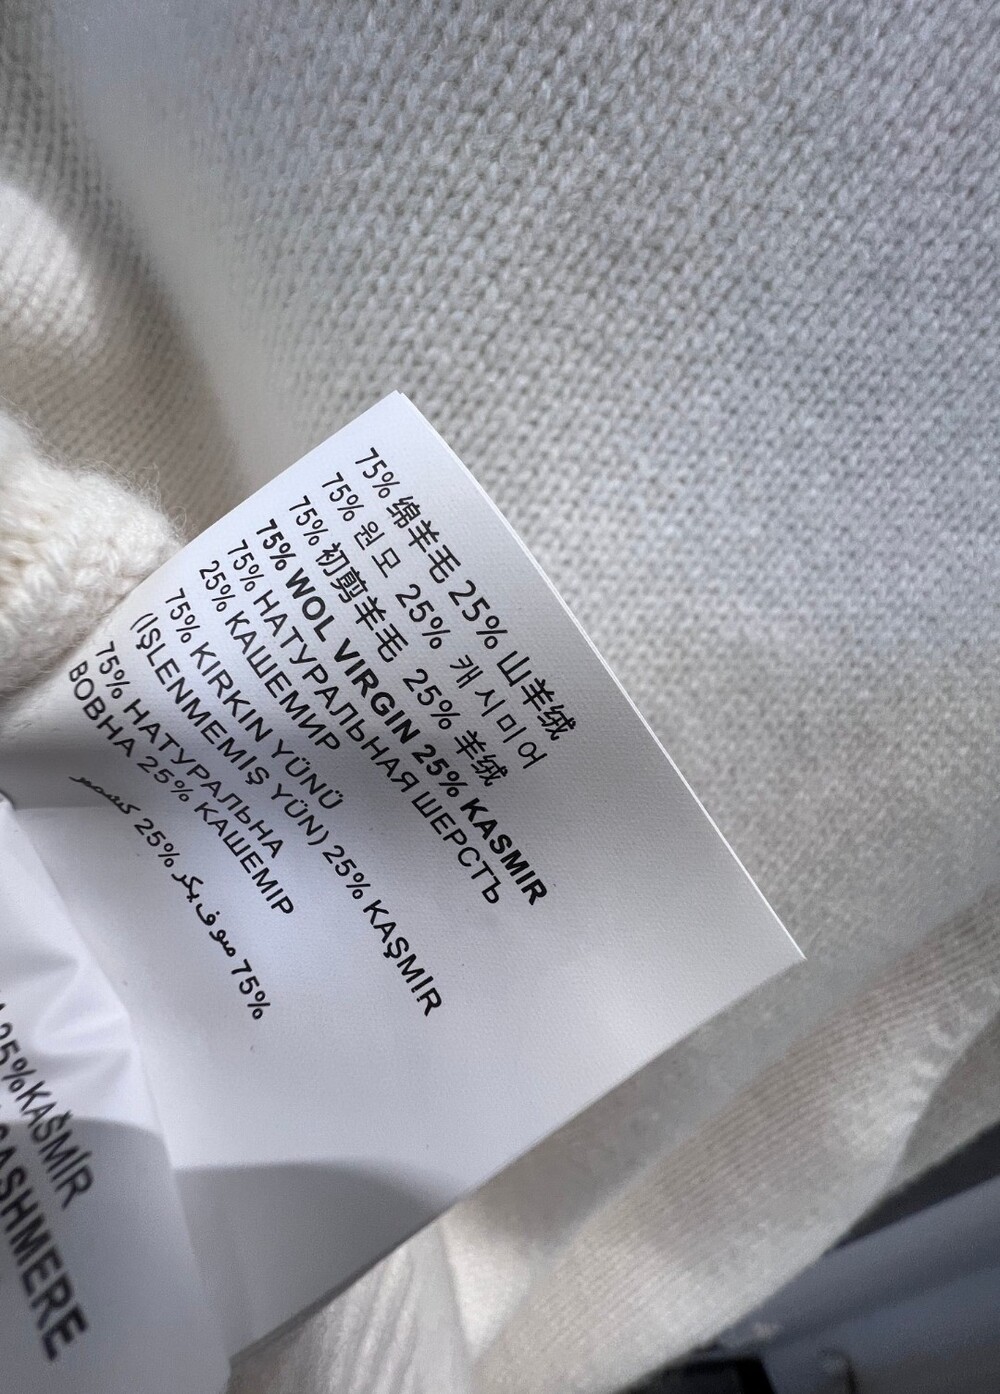 75% 绵羊毛 25% 山羊绒
75% 원모 25% 캐시미어
75% 初剪羊毛 25% 羊绒
75% WOL VIRGIN 25% KASMIR
75% НАТУРАЛЬНАЯ ШЕРСТЪ
25% КАШЕМИР
75% KIRKIN YÜNÜ
(IŞLENMEMIŞ YÜN) 25% KAŞMİR
75% НАТУРАЛЬНА
ВОВНА 25% КАШЕМІР
75% صوف بكر 25% كشمير
25%KAŠMÍR
CASHMERE